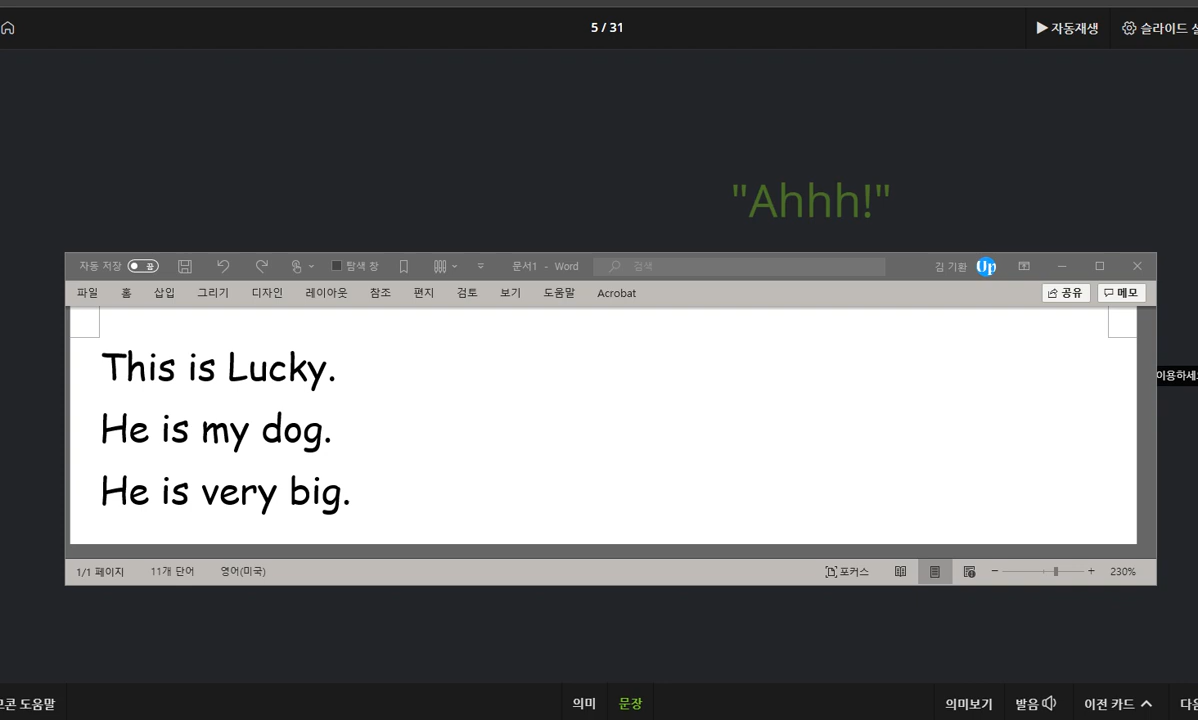 5 / 31
▶ 자동재생
슬라이드
"Ahhh!"
자동 저장 끔
탐색 창
문서1 - Word
검색
김 기환
Up
파일 홈 삽입 그리기 디자인 레이아웃 참조 편지 검토 보기 도움말 Acrobat
공유 메모
This is Lucky.
He is my dog.
He is very big.
이용하세
1/1 페이지 11개 단어 영어(미국)
포커스
230%
도움말
의미 문장
의미보기 발음 이전 카드